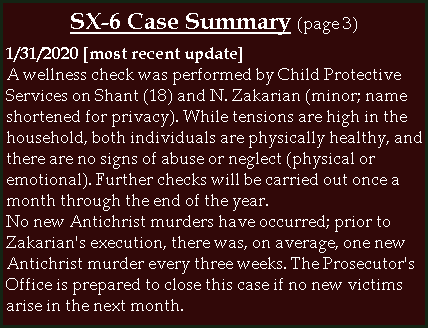 SX-6 Case Summary (page 3)
1/31/2020 [most recent update]
A wellness check was performed by Child Protective
Services on Shant (18) and N. Zakarian (minor; name
shortened for privacy). While tensions are high in the
household, both individuals are physically healthy, and
there are no signs of abuse or neglect (physical or
emotional). Further checks will be carried out once a
month through the end of the year.
No new Antichrist murders have occurred; prior to
Zakarian's execution, there was, on average, one new
Antichrist murder every three weeks. The Prosecutor's
Office is prepared to close this case if no new victims
arise in the next month.